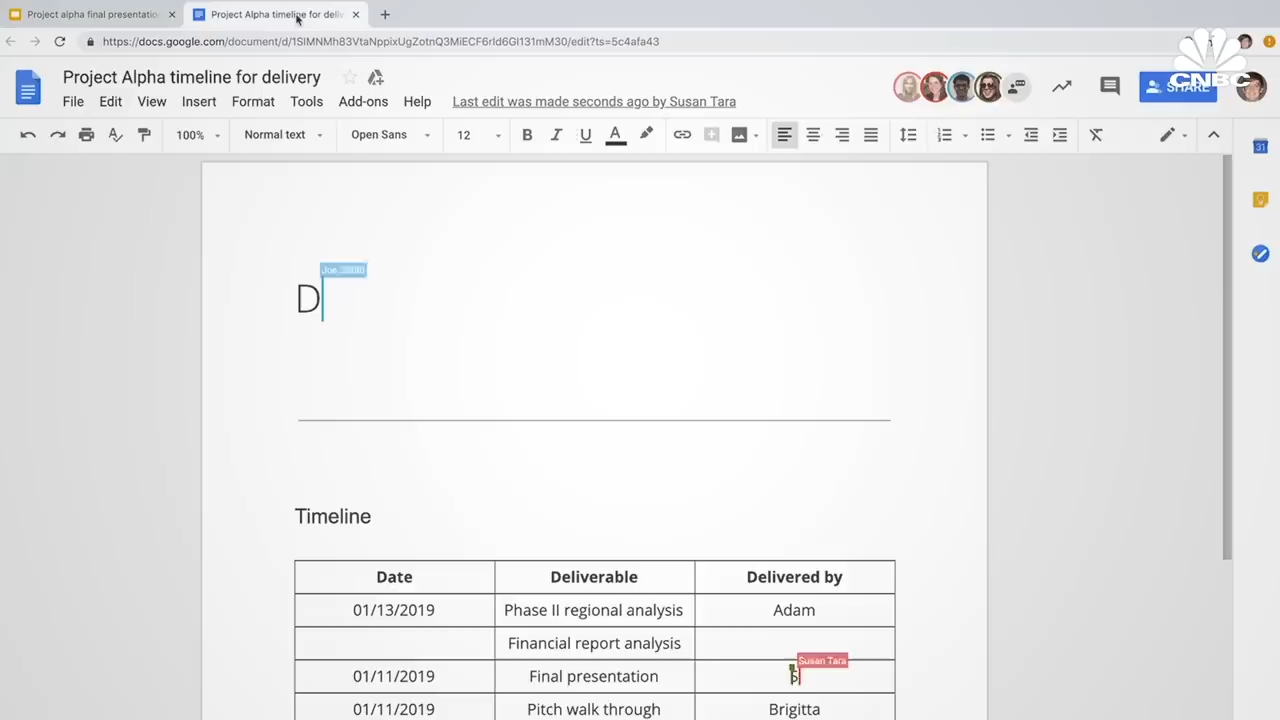 Project alpha final presentatio
Project Alpha timeline for deliv
https://docs.google.com/document/d/1SIMNMh83VtaNppixUgZotnQ3MiECF6rld6Gl131mM30/edit?ts=5c4afa43
CNBC
Project Alpha timeline for delivery
SHARE
File Edit View Insert Format Tools Add-ons Help Last edit was made seconds ago by Susan Tara
100% Normal text Open Sans 12 B I U A
31
Joe
D
Timeline
Date Deliverable Delivered by
01/13/2019 Phase II regional analysis Adam
Financial report analysis
Susan Tara
01/11/2019 Final presentation S
01/11/2019 Pitch walk through Brigitta